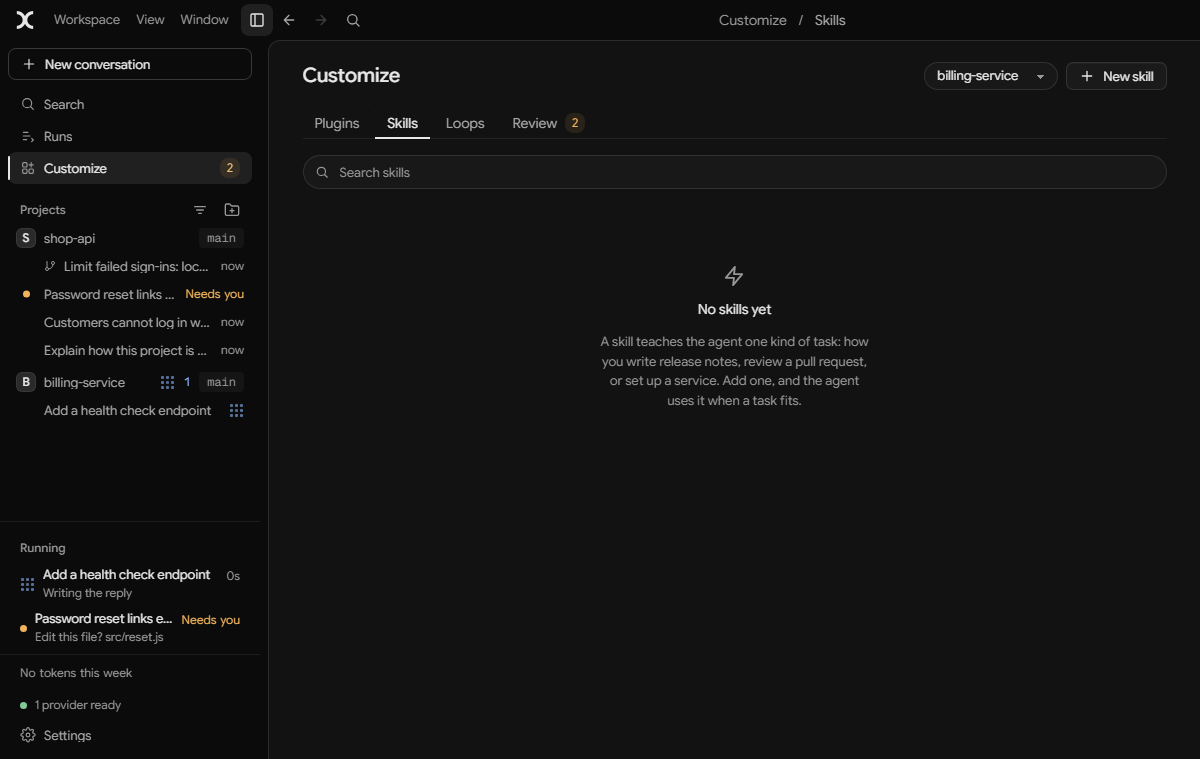 Workspace View Window
Customize / Skills
New conversation
Search
Runs
Customize 2
Projects
S shop-api main
Limit failed sign-ins: loc... now
Password reset links ... Needs you
Customers cannot log in w... now
Explain how this project is ... now
B billing-service 1 main
Add a health check endpoint
Running
Add a health check endpoint 0s
Writing the reply
Password reset links e... Needs you
Edit this file? src/reset.js
No tokens this week
1 provider ready
Settings
Customize
billing-service
New skill
Plugins Skills Loops Review 2
Search skills
No skills yet
A skill teaches the agent one kind of task: how
you write release notes, review a pull request,
or set up a service. Add one, and the agent
uses it when a task fits.